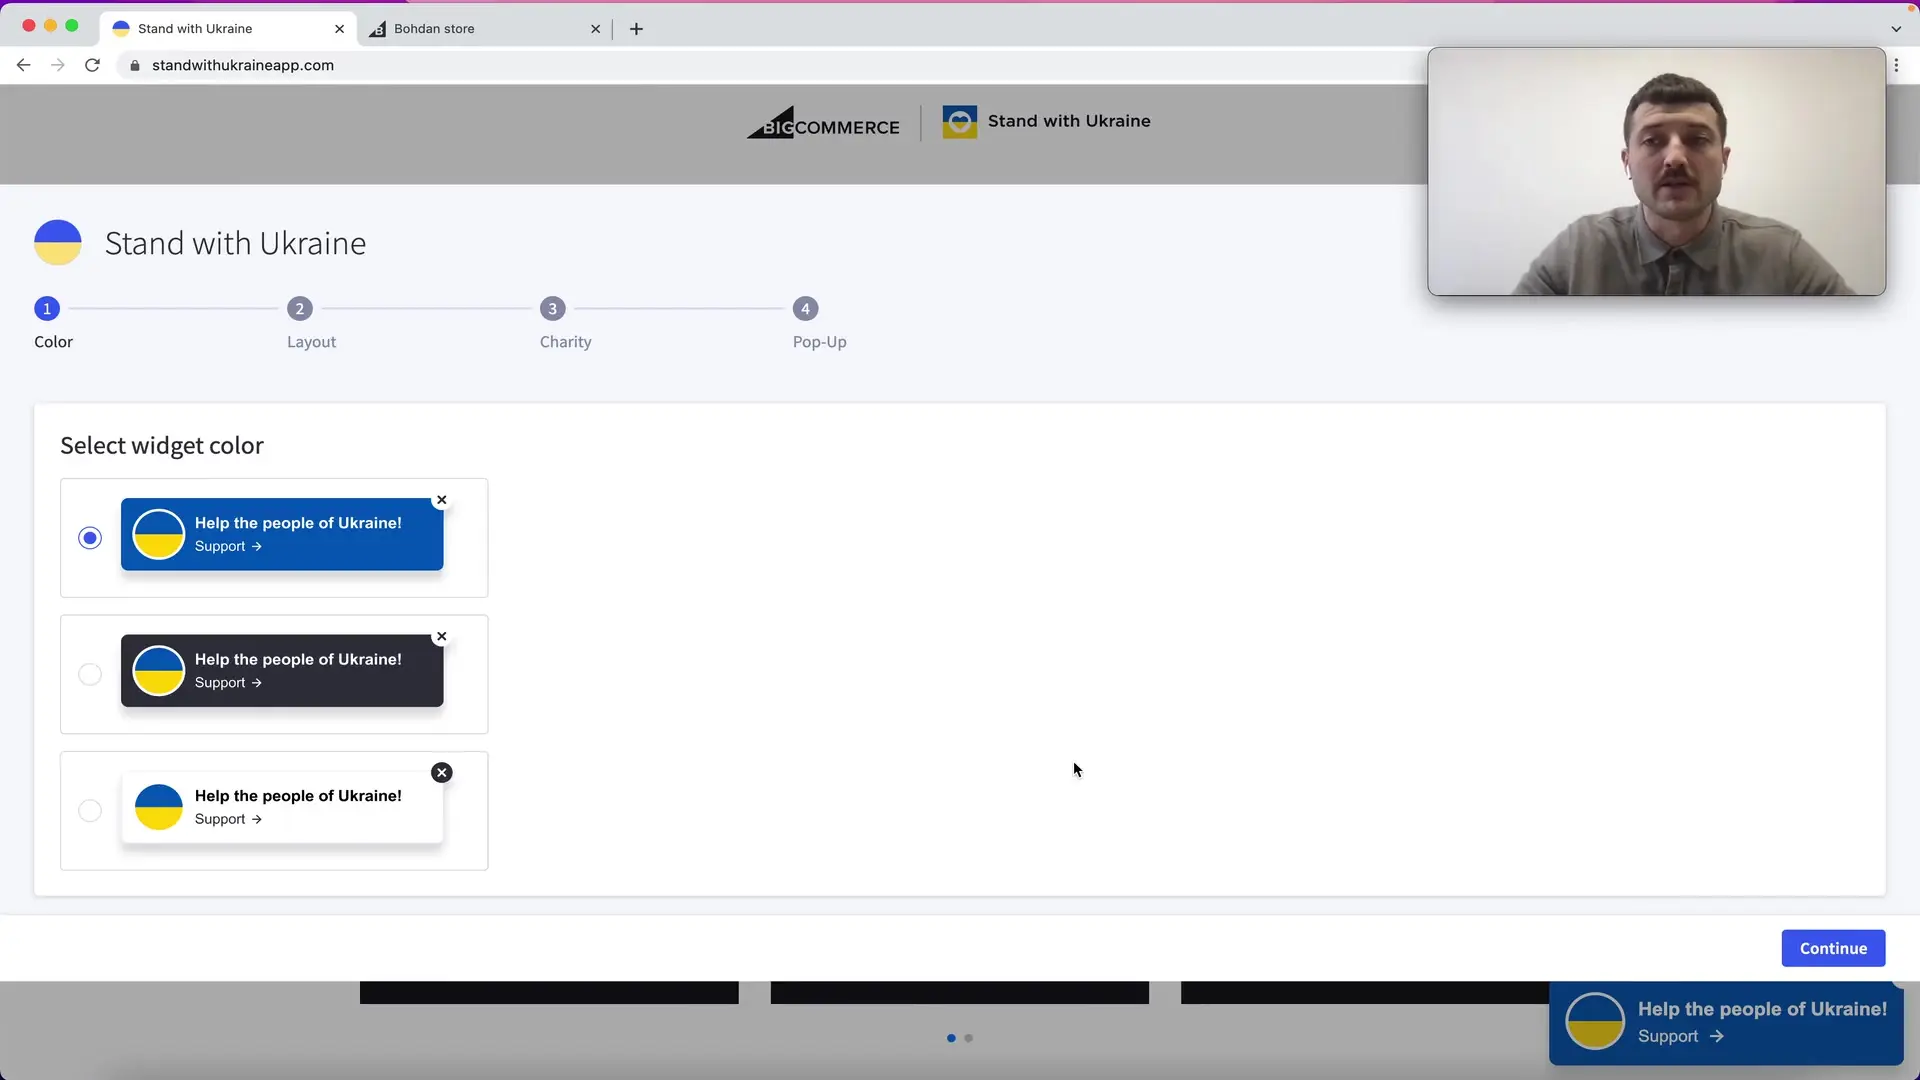 Stand with Ukraine
Bohdan store
standwithukraineapp.com
BIGCOMMERCE
Stand with Ukraine
Stand with Ukraine
1
2
3
4
Color
Layout
Charity
Pop-Up
Select widget color
Help the people of Ukraine!
Support →
Help the people of Ukraine!
Support →
Help the people of Ukraine!
Support →
Continue
Help the people of Ukraine!
Support →